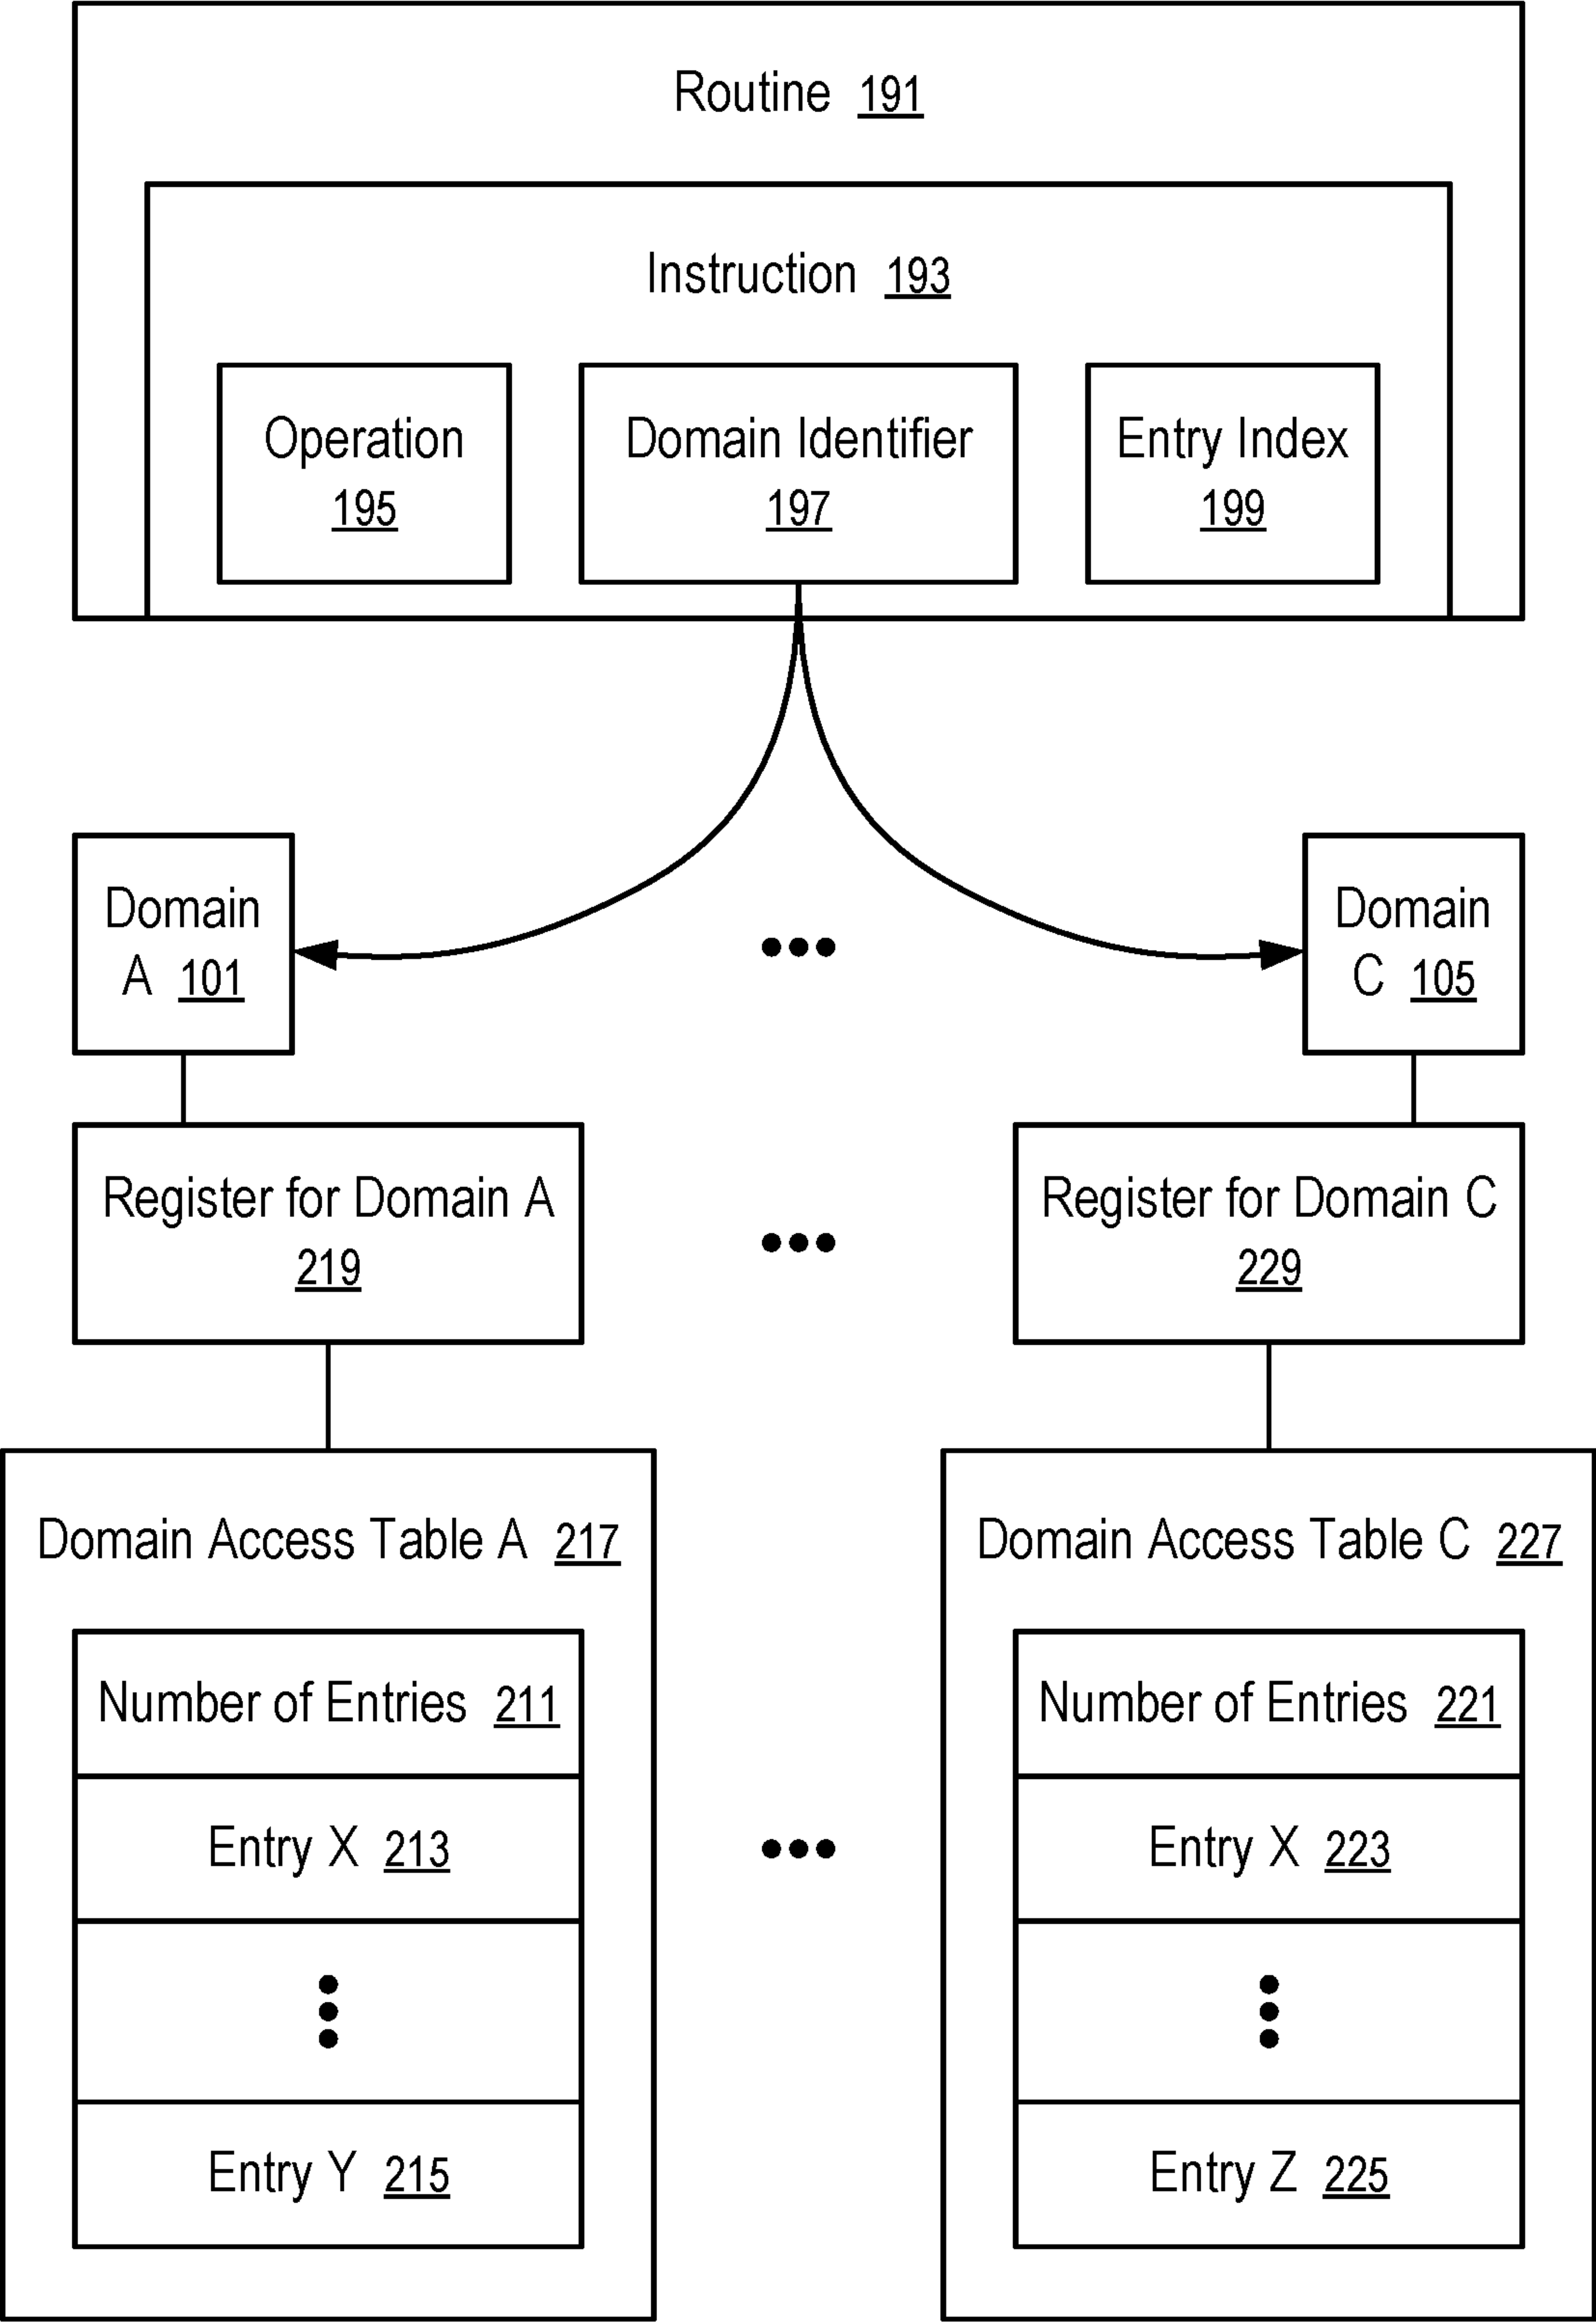 Routine 191
Instruction 193
Operation
195
Domain Identifier
197
Entry Index
199
Domain
A 101
Domain
C 105
Register for Domain A
219
Register for Domain C
229
Domain Access Table A 217
Number of Entries 211
Entry X 213
Entry Y 215
Domain Access Table C 227
Number of Entries 221
Entry X 223
Entry Z 225